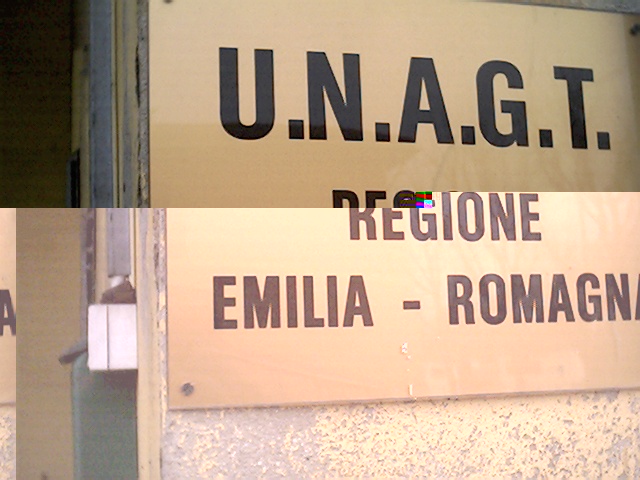 U.N.A.G.T.
REGIONE
EMILIA - ROMAGNA